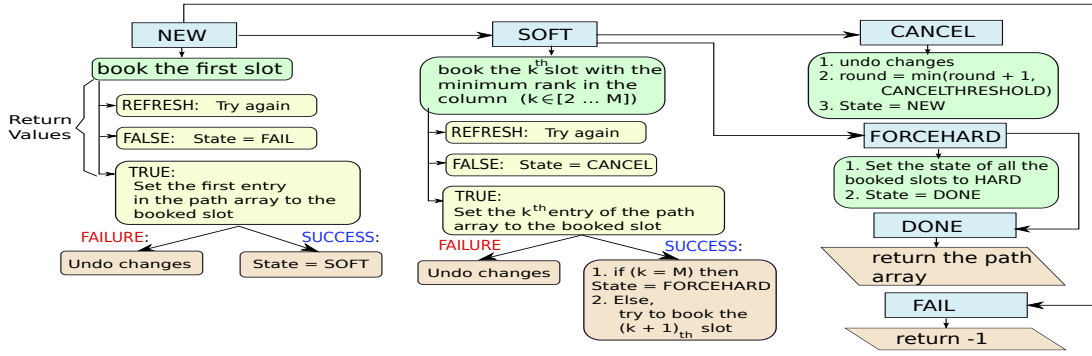 NEW
book the first slot
Return
Values
REFRESH: Try again
FALSE: State = FAIL
TRUE:
Set the first entry
in the path array to the
booked slot
FAILURE:
SUCCESS:
Undo changes
State = SOFT
SOFT
book the kth slot with the
minimum rank in the
column (k∈[2 ... M])
REFRESH: Try again
FALSE: State = CANCEL
TRUE:
Set the kth entry of the path
array to the booked slot
FAILURE
SUCCESS:
Undo changes
1. if (k = M) then
State = FORCEHARD
2. Else,
try to book the
(k + 1)th slot
CANCEL
1. undo changes
2. round = min(round + 1,
CANCELTHRESHOLD)
3. State = NEW
FORCEHARD
1. Set the state of all the
booked slots to HARD
2. State = DONE
DONE
return the path
array
FAIL
return -1